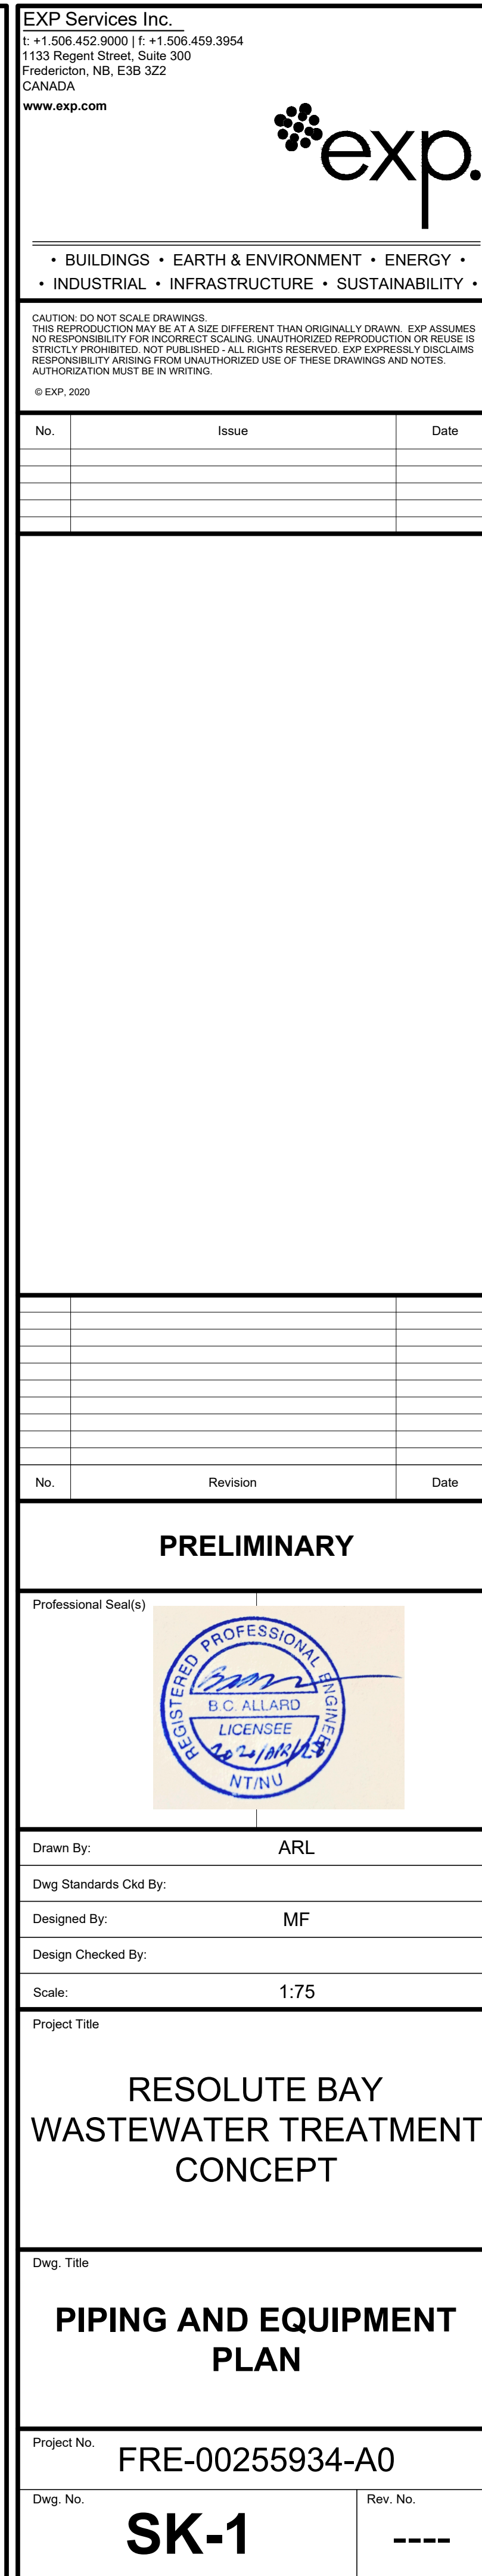 EXP Services Inc.
t: +1.506.452.9000 | f: +1.506.459.3954
1133 Regent Street, Suite 300
Fredericton, NB, E3B 3Z2
CANADA
www.exp.com
exp.
• BUILDINGS • EARTH & ENVIRONMENT • ENERGY •
• INDUSTRIAL • INFRASTRUCTURE • SUSTAINABILITY •
CAUTION: DO NOT SCALE DRAWINGS.
THIS REPRODUCTION MAY BE AT A SIZE DIFFERENT THAN ORIGINALLY DRAWN. EXP ASSUMES
NO RESPONSIBILITY FOR INCORRECT SCALING. UNAUTHORIZED REPRODUCTION OR REUSE IS
STRICTLY PROHIBITED. NOT PUBLISHED - ALL RIGHTS RESERVED. EXP EXPRESSLY DISCLAIMS
RESPONSIBILITY ARISING FROM UNAUTHORIZED USE OF THESE DRAWINGS AND NOTES.
AUTHORIZATION MUST BE IN WRITING.
© EXP, 2020
No. Issue Date
No. Revision Date
PRELIMINARY
Professional Seal(s)
REGISTERED PROFESSIONAL ENGINEER
B.C. ALLARD
LICENSEE
NT/NU
Drawn By: ARL
Dwg Standards Ckd By:
Designed By: MF
Design Checked By:
Scale: 1:75
Project Title
RESOLUTE BAY
WASTEWATER TREATMENT
CONCEPT
Dwg. Title
PIPING AND EQUIPMENT
PLAN
Project No.
FRE-00255934-A0
Dwg. No. Rev. No.
SK-1 ----